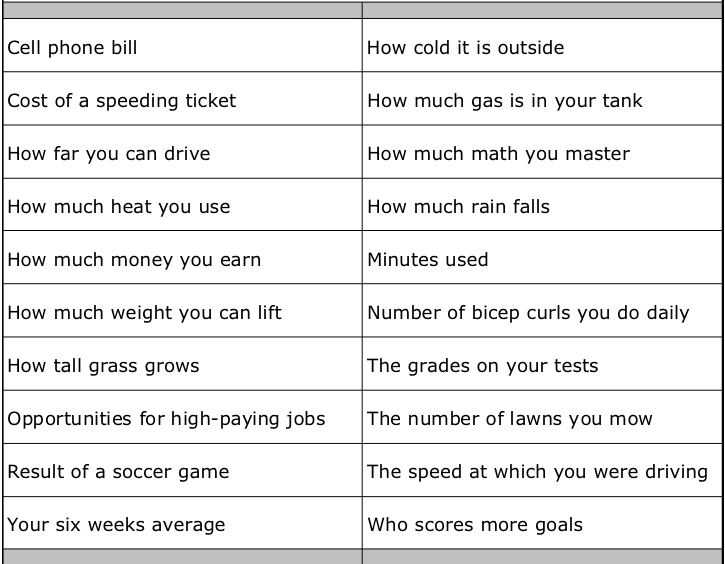 Cell phone bill
How cold it is outside
Cost of a speeding ticket
How much gas is in your tank
How far you can drive
How much math you master
How much heat you use
How much rain falls
How much money you earn
Minutes used
How much weight you can lift
Number of bicep curls you do daily
How tall grass grows
The grades on your tests
Opportunities for high-paying jobs
The number of lawns you mow
Result of a soccer game
The speed at which you were driving
Your six weeks average
Who scores more goals